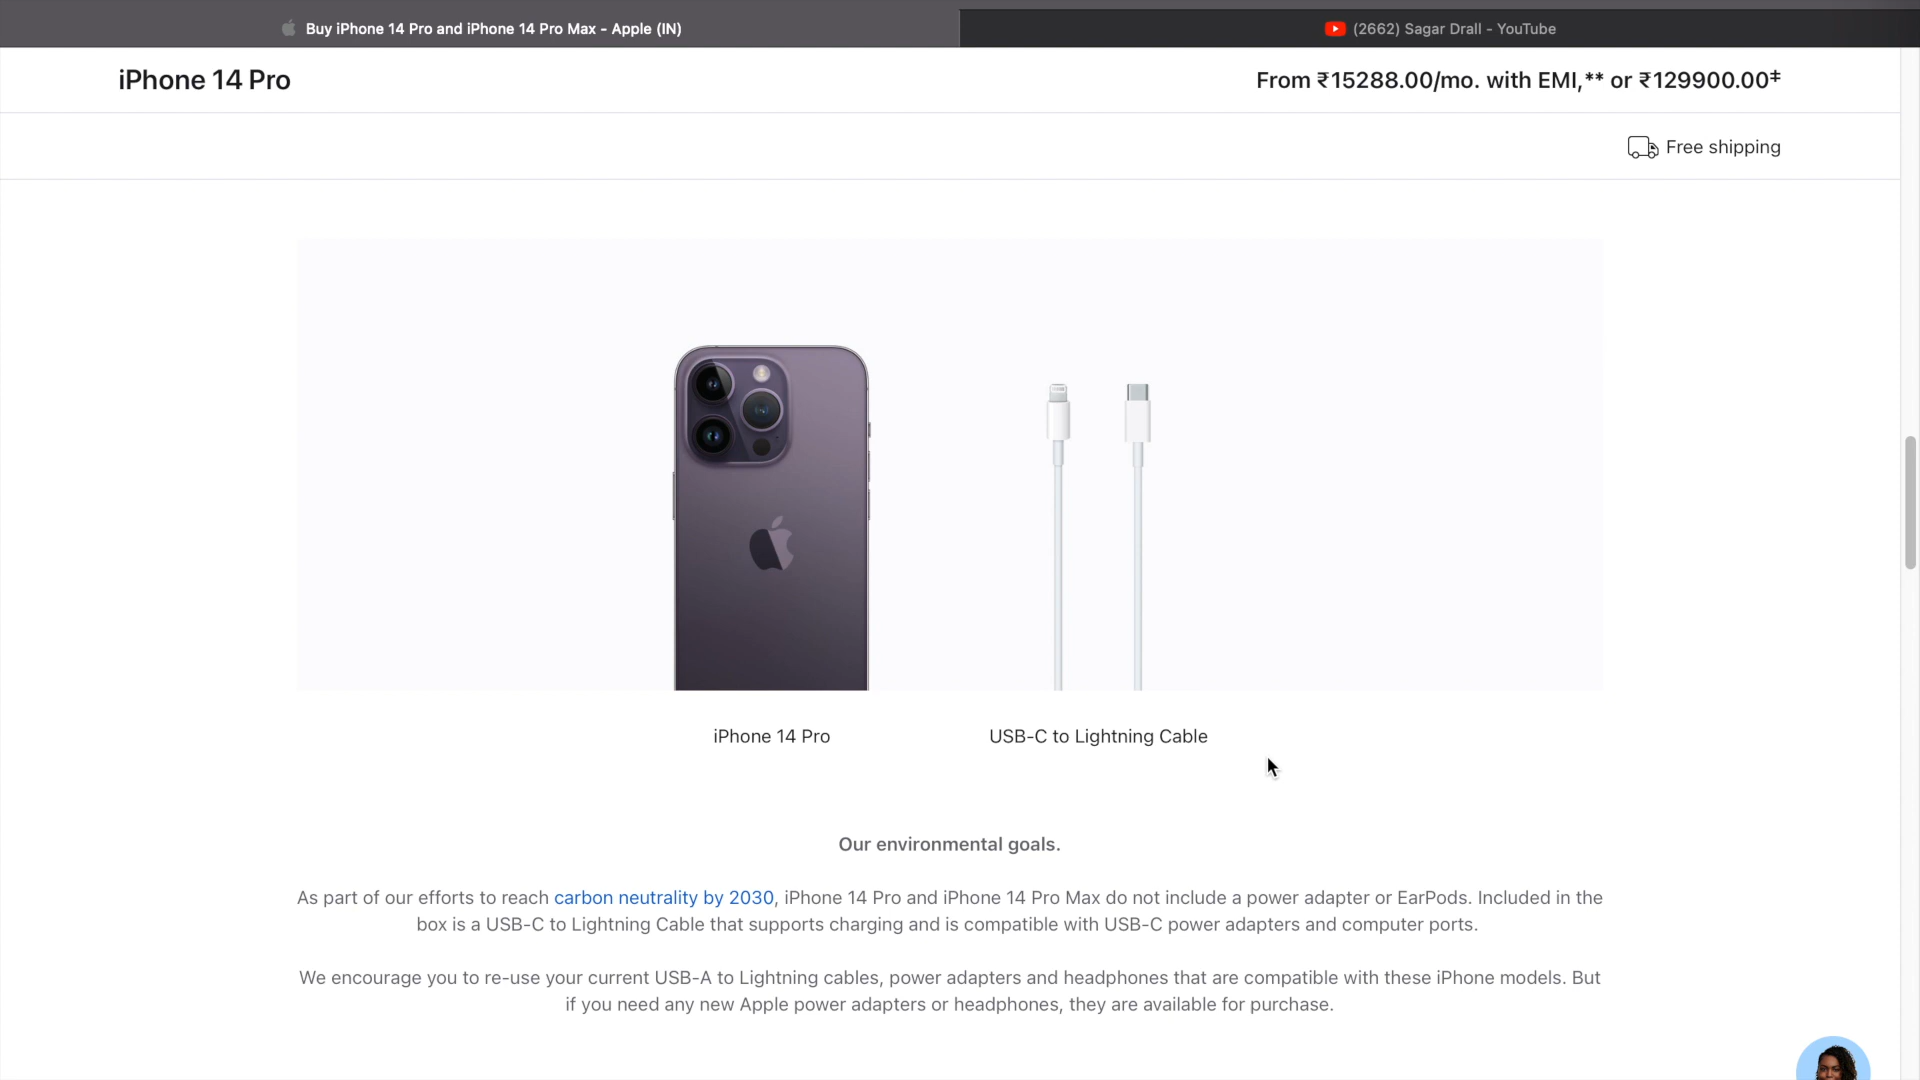 Buy iPhone 14 Pro and iPhone 14 Pro Max - Apple (IN)
(2662) Sagar Drall - YouTube
iPhone 14 Pro
From ₹15288.00/mo. with EMI,** or ₹129900.00‡
Free shipping
iPhone 14 Pro
USB-C to Lightning Cable
Our environmental goals.
As part of our efforts to reach carbon neutrality by 2030, iPhone 14 Pro and iPhone 14 Pro Max do not include a power adapter or EarPods. Included in the
box is a USB-C to Lightning Cable that supports charging and is compatible with USB-C power adapters and computer ports.
We encourage you to re-use your current USB-A to Lightning cables, power adapters and headphones that are compatible with these iPhone models. But
if you need any new Apple power adapters or headphones, they are available for purchase.